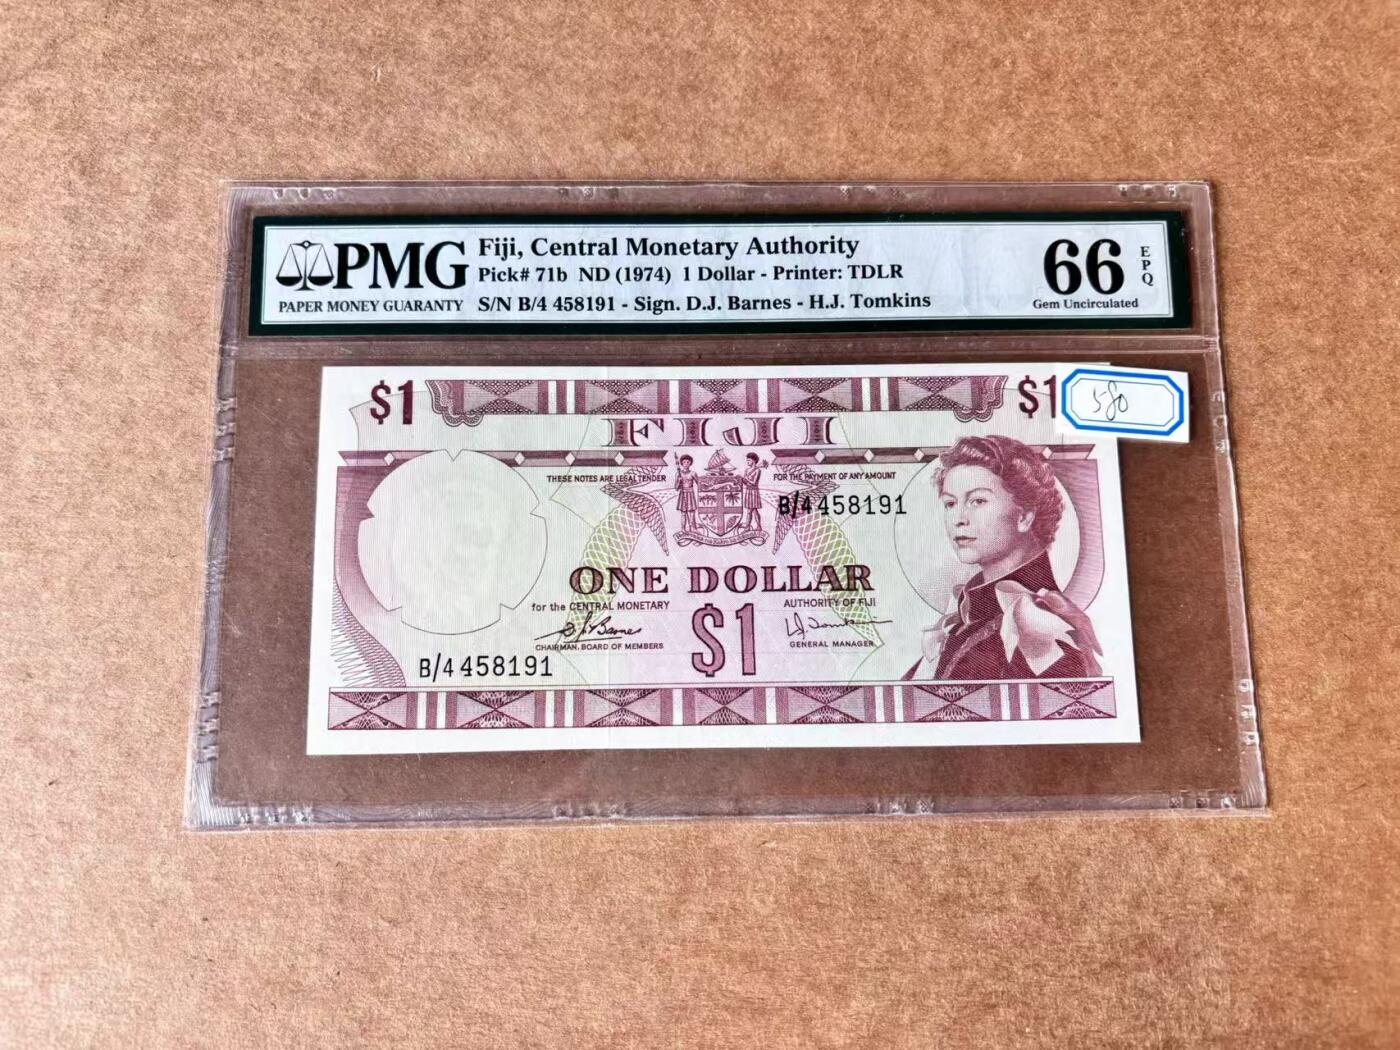 PMG
PAPER MONEY GUARANTY
Fiji, Central Monetary Authority
Pick# 71b ND (1974) 1 Dollar - Printer: TDLR
S/N B/4 458191 - Sign. D.J. Barnes - H.J. Tomkins
66
EPQ
Gem Uncirculated
$1
$1
580
FIJI
THESE NOTES ARE LEGAL TENDER
FOR THE PAYMENT OF ANY AMOUNT
B/4 458191
ONE DOLLAR
for the CENTRAL MONETARY
AUTHORITY OF FIJI
$1
CHAIRMAN, BOARD OF MEMBERS
GENERAL MANAGER
B/4 458191